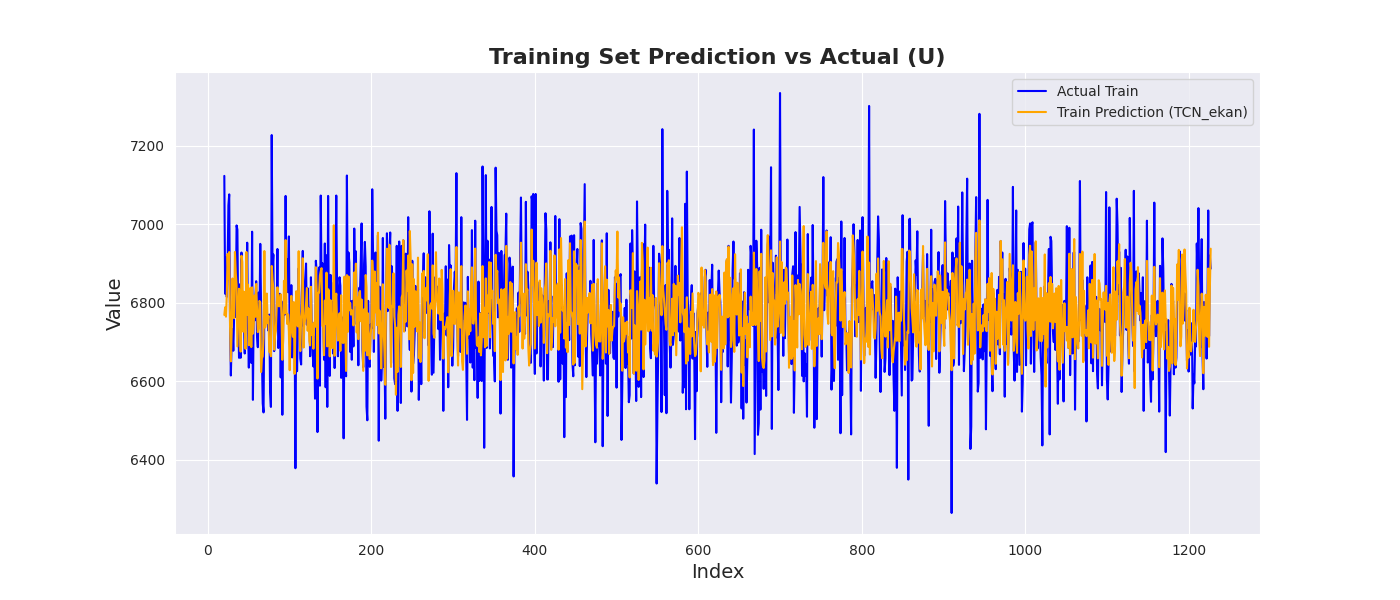 Training Set Prediction vs Actual (U)
Actual Train
Train Prediction (TCN_ekan)
Value
7200
7000
6800
6600
6400
0 200 400 600 800 1000 1200
Index